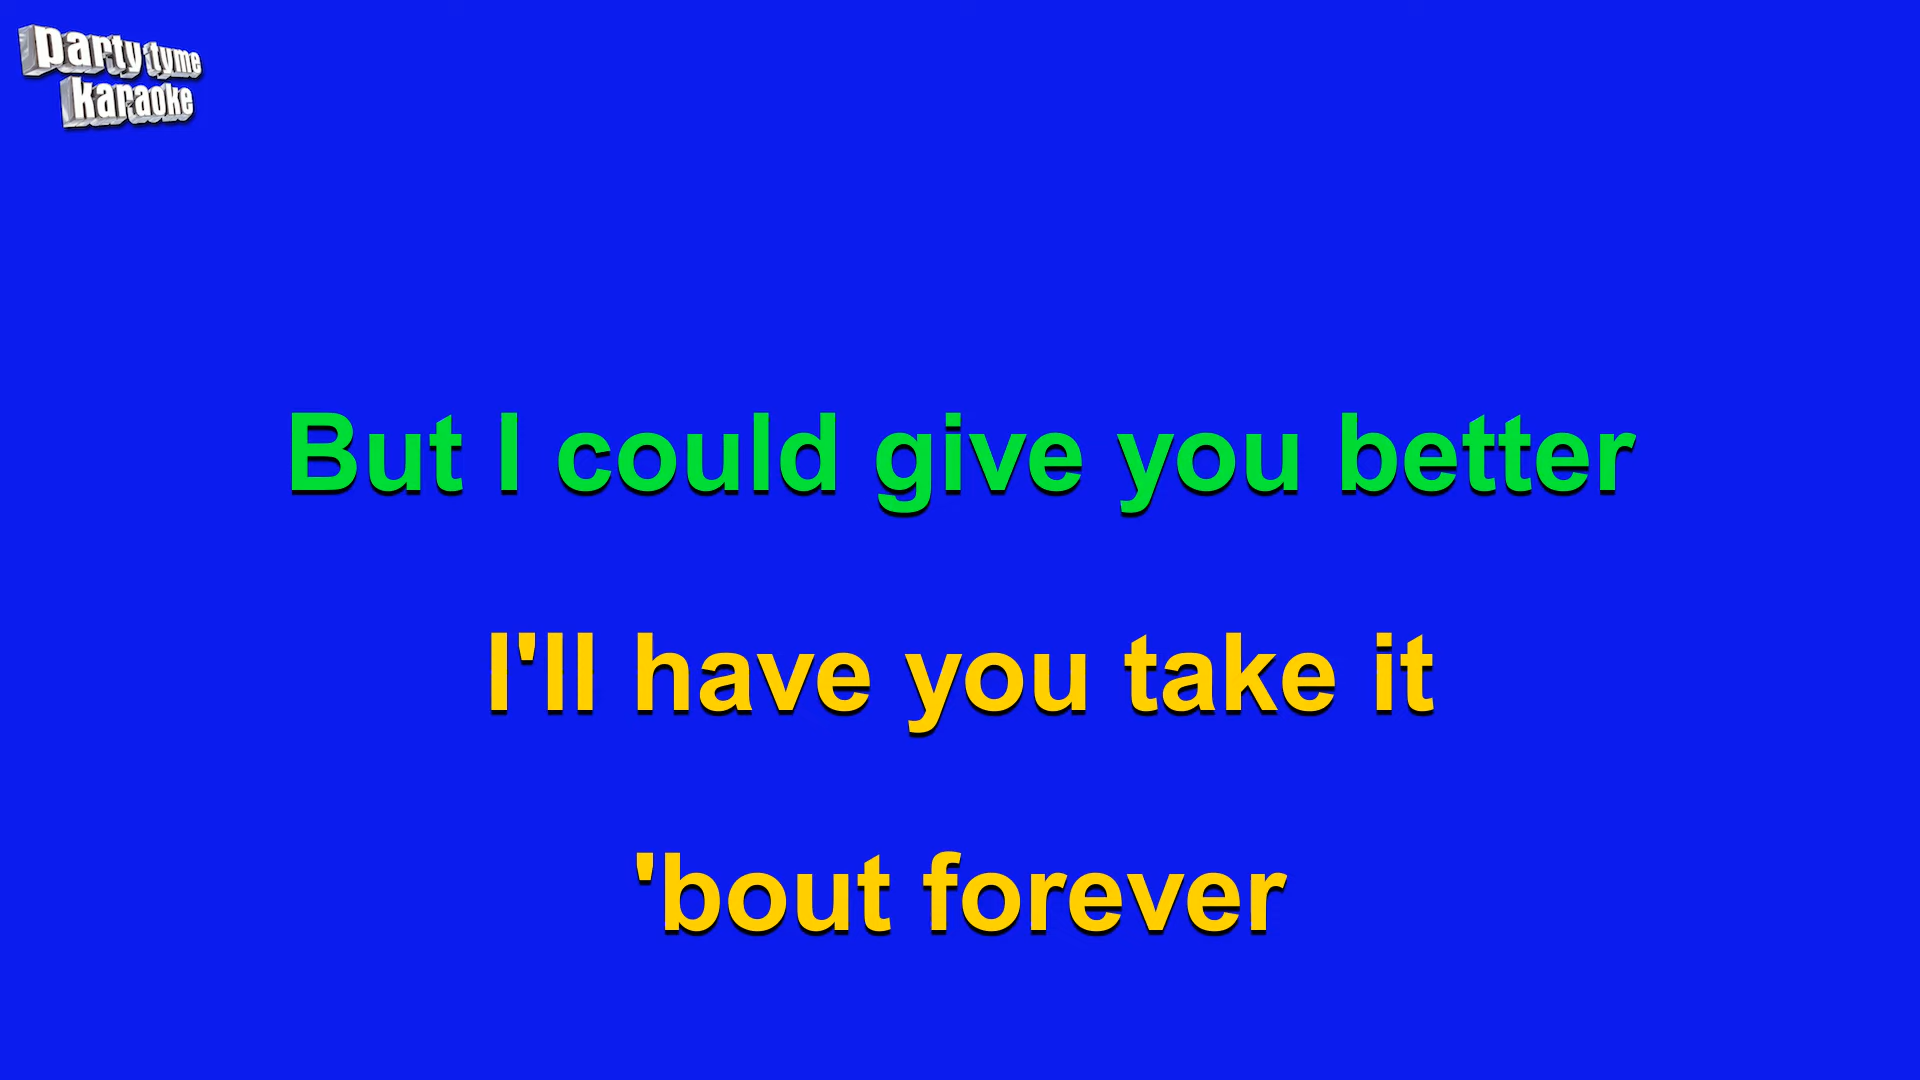 party tyme
karaoke
But I could give you better
I'll have you take it
'bout forever